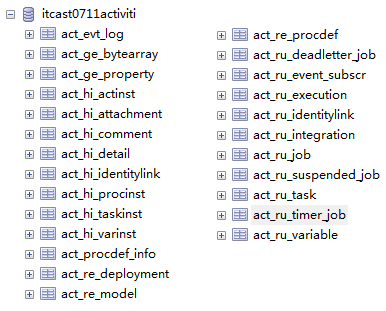 itcast0711activiti
act_evt_log
act_ge_bytearray
act_ge_property
act_hi_actinst
act_hi_attachment
act_hi_comment
act_hi_detail
act_hi_identitylink
act_hi_procinst
act_hi_taskinst
act_hi_varinst
act_procdef_info
act_re_deployment
act_re_model
act_re_procdef
act_ru_deadletter_job
act_ru_event_subscr
act_ru_execution
act_ru_identitylink
act_ru_integration
act_ru_job
act_ru_suspended_job
act_ru_task
act_ru_timer_job
act_ru_variable